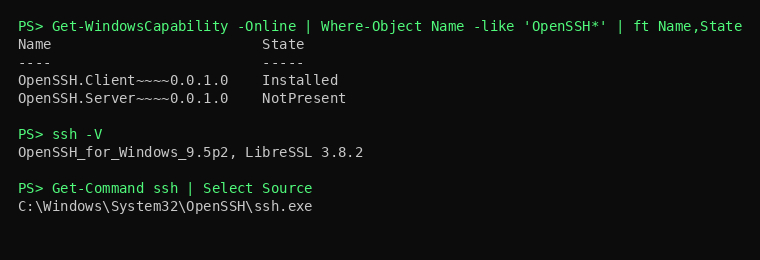 PS> Get-WindowsCapability -Online | Where-Object Name -like 'OpenSSH*' | ft Name,State
Name                         State
----                         -----
OpenSSH.Client~~~~0.0.1.0    Installed
OpenSSH.Server~~~~0.0.1.0    NotPresent
PS> ssh -V
OpenSSH_for_Windows_9.5p2, LibreSSL 3.8.2
PS> Get-Command ssh | Select Source
C:\Windows\System32\OpenSSH\ssh.exe